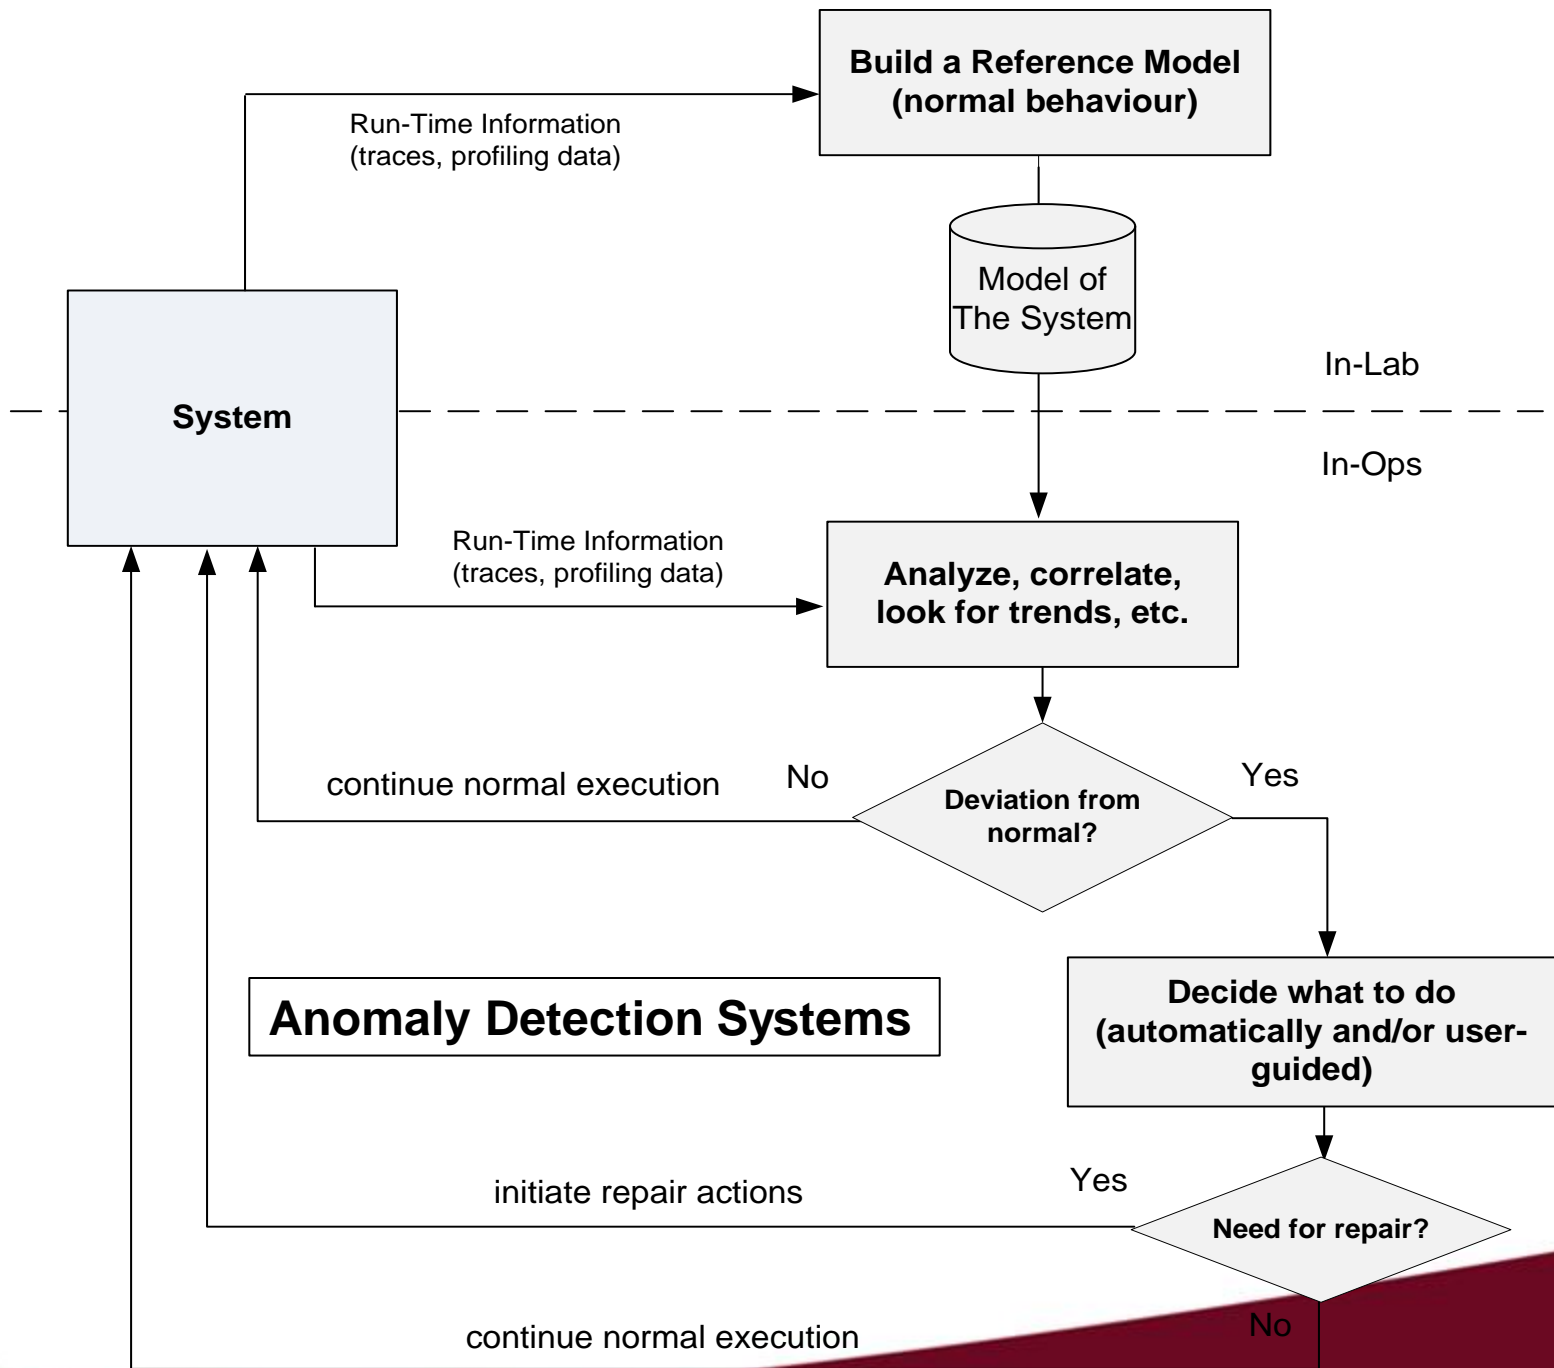 Build a Reference Model
(normal behaviour)
Run-Time Information
(traces, profiling data)
Model of
The System
In-Lab
System
In-Ops
Run-Time Information
(traces, profiling data)
Analyze, correlate,
look for trends, etc.
continue normal execution
No
Yes
Deviation from
normal?
Anomaly Detection Systems
Decide what to do
(automatically and/or user-
guided)
initiate repair actions
Yes
Need for repair?
continue normal execution
No